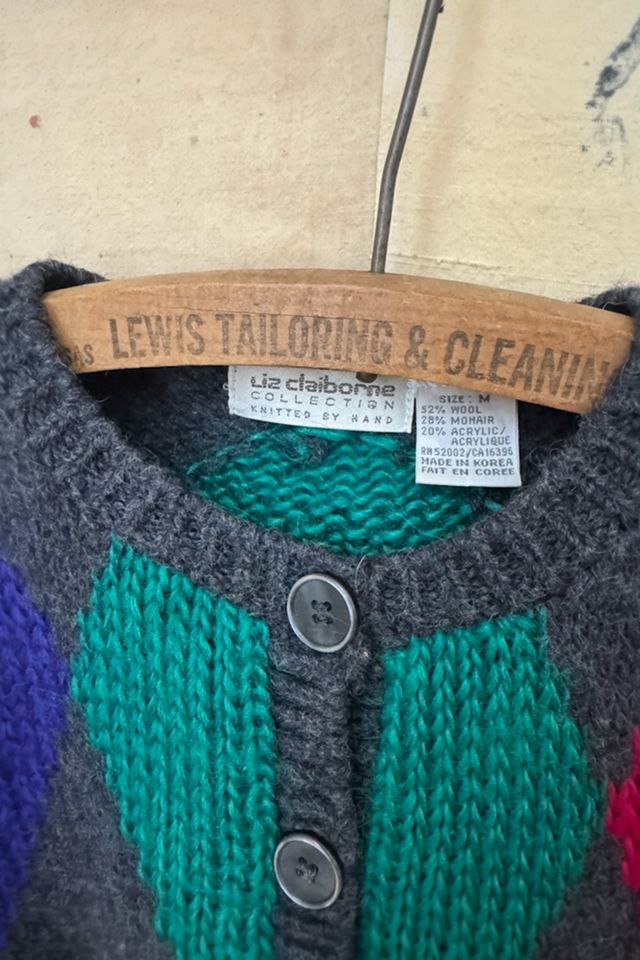 LEWIS TAILORING & CLEANIN
Liz claiborne
COLLECTION
KNITTED BY HAND
SIZE: M
52% WOOL
28% MOHAIR
20% ACRYLIC/
ACRYLIQUE
RN52002/CA16396
MADE IN KOREA
FAIT EN COREE